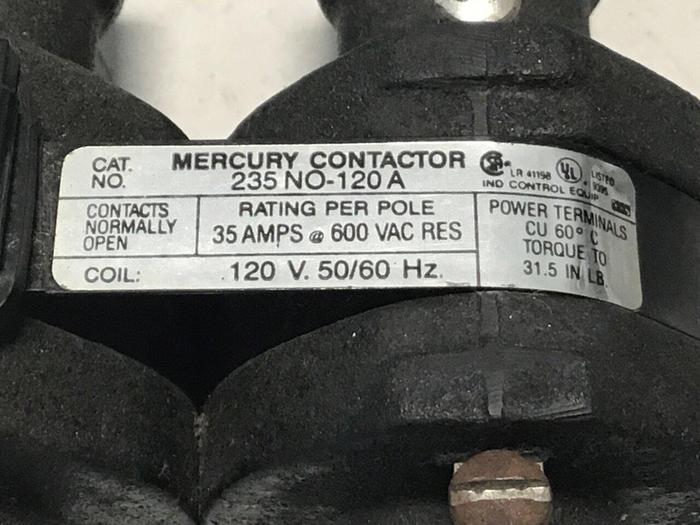 CAT. NO.
MERCURY CONTACTOR
235 NO-120 A
LR 41198
UL LISTED
IND CONTROL EQUIP
CONTACTS NORMALLY OPEN
RATING PER POLE
35 AMPS @ 600 VAC RES
COIL:
120 V. 50/60 Hz.
POWER TERMINALS
CU 60° C
TORQUE TO
31.5 IN LB.